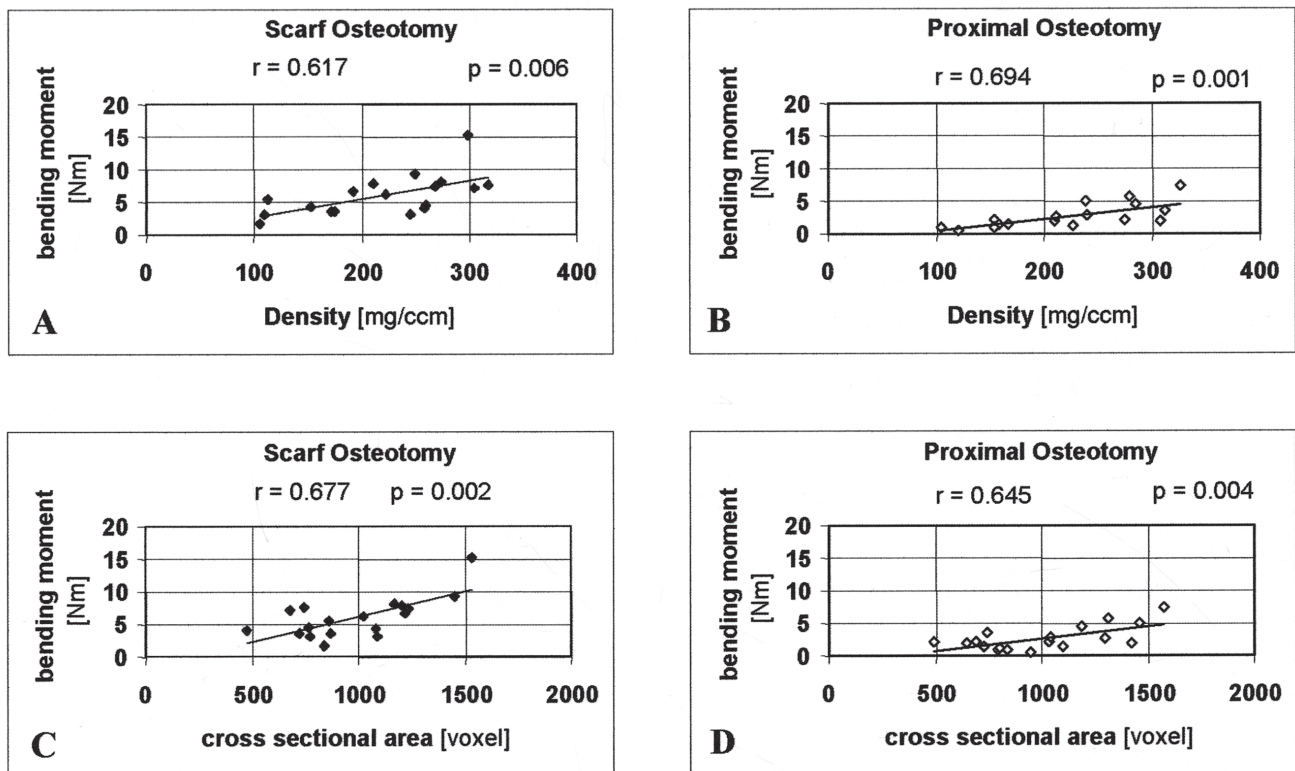 Scarf Osteotomy
r = 0.617 p = 0.006
bending moment
[Nm]
20
15
10
5
0
0 100 200 300 400
Density [mg/ccm]
A
Proximal Osteotomy
r = 0.694 p = 0.001
bending moment
[Nm]
20
15
10
5
0
0 100 200 300 400
Density [mg/ccm]
B
Scarf Osteotomy
r = 0.677 p = 0.002
bending moment
[Nm]
20
15
10
5
0
0 500 1000 1500 2000
cross sectional area [voxel]
C
Proximal Osteotomy
r = 0.645 p = 0.004
bending moment
[Nm]
20
15
10
5
0
0 500 1000 1500 2000
cross sectional area [voxel]
D